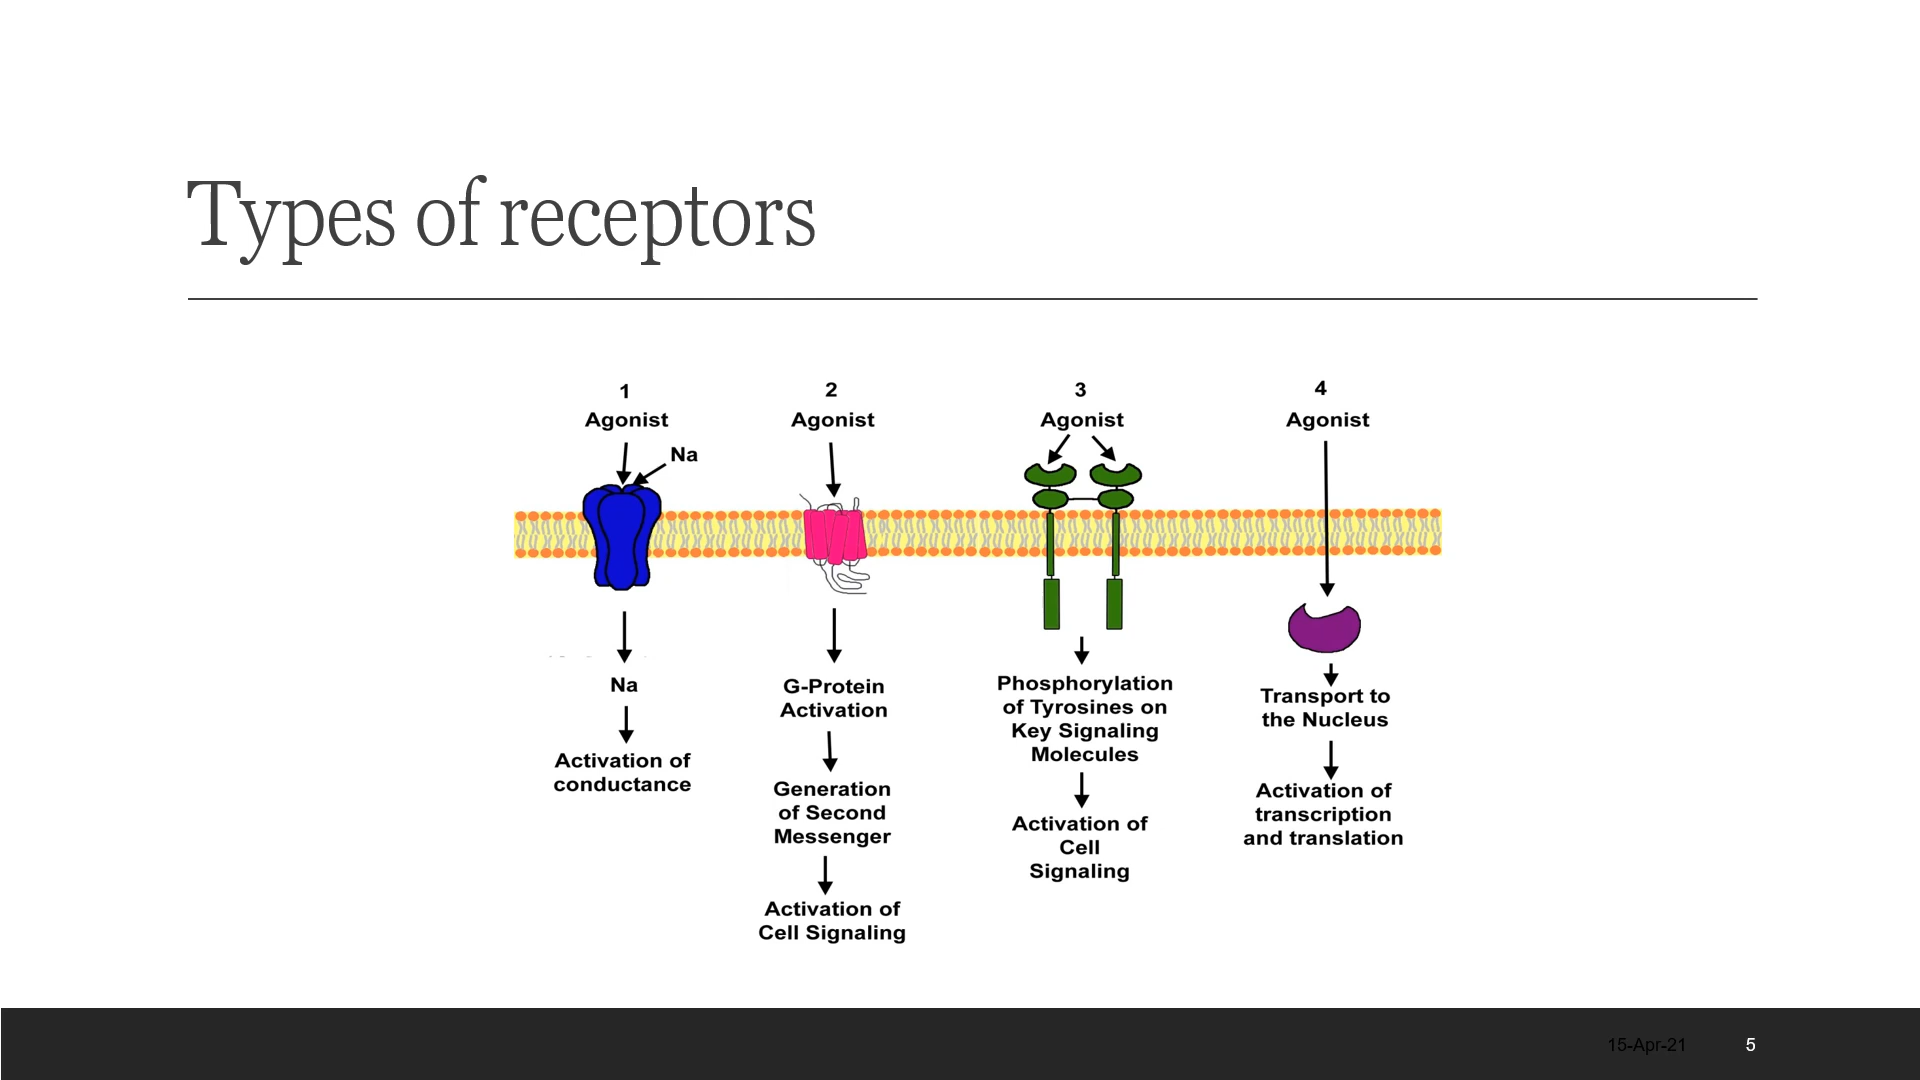 Types of receptors
1
Agonist
Na
Na
Activation of
conductance
2
Agonist
G-Protein
Activation
Generation
of Second
Messenger
Activation of
Cell Signaling
3
Agonist
Phosphorylation
of Tyrosines on
Key Signaling
Molecules
Activation of
Cell
Signaling
4
Agonist
Transport to
the Nucleus
Activation of
transcription
and translation
15-Apr-21
5